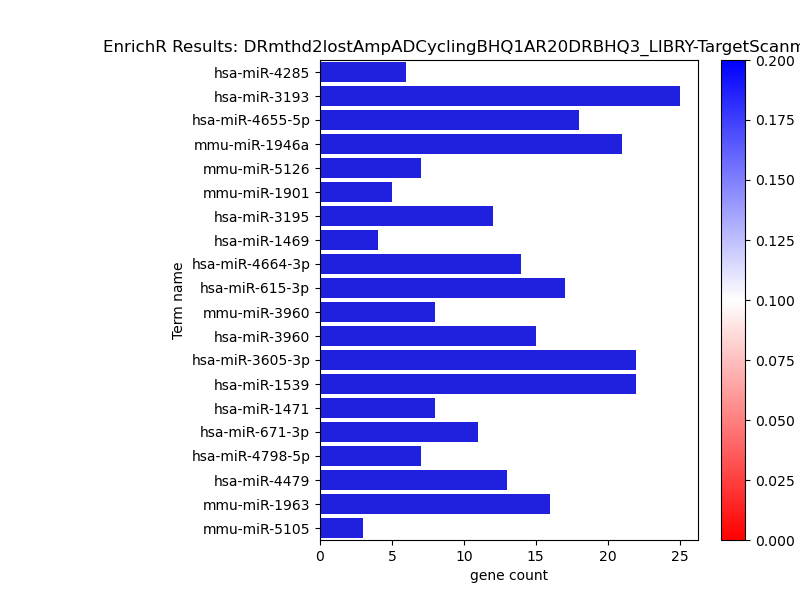 EnrichR Results: DRmthd2lostAmpADCyclingBHQ1AR20DRBHQ3_LIBRY-TargetScanm
hsa-miR-4285
hsa-miR-3193
hsa-miR-4655-5p
mmu-miR-1946a
mmu-miR-5126
mmu-miR-1901
hsa-miR-3195
hsa-miR-1469
hsa-miR-4664-3p
hsa-miR-615-3p
mmu-miR-3960
hsa-miR-3960
hsa-miR-3605-3p
hsa-miR-1539
hsa-miR-1471
hsa-miR-671-3p
hsa-miR-4798-5p
hsa-miR-4479
mmu-miR-1963
mmu-miR-5105
Term name
0 5 10 15 20 25
gene count
0.200
0.175
0.150
0.125
0.100
0.075
0.050
0.025
0.000